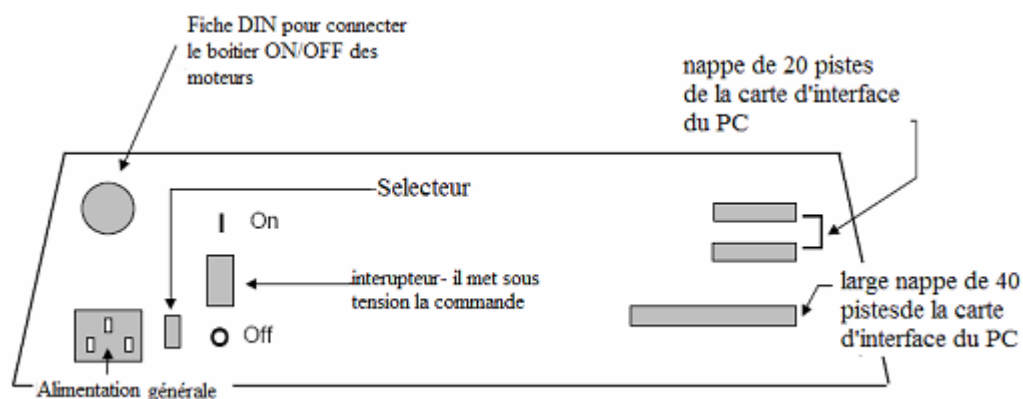 Fiche DIN pour connecter
le boitier ON/OFF des
moteurs
nappe de 20 pistes
de la carte d'interface
du PC
Selecteur
On
interupteur- il met sous
tension la commande
large nappe de 40
pistesde la carte
d'interface du PC
Off
Alimentation générale